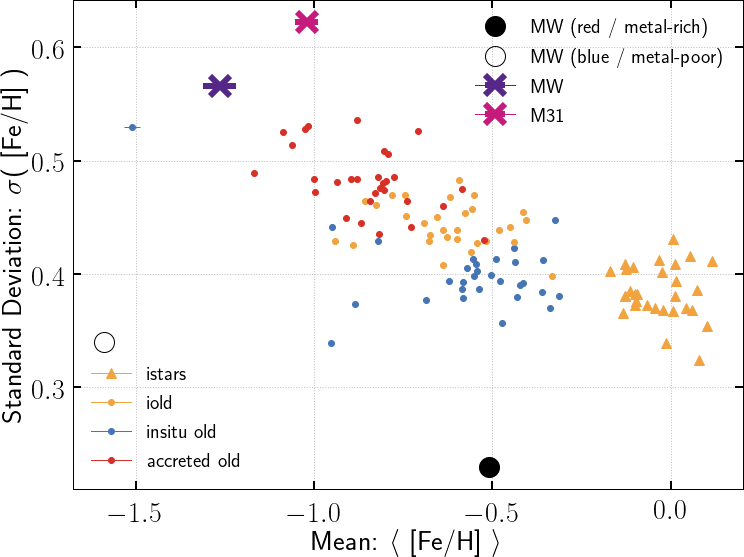 MW (red / metal-rich)
MW (blue / metal-poor)
MW
M31
0.6
0.5
0.4
0.3
Standard Deviation: σ( [Fe/H] )
istars
iold
insitu old
accreted old
−1.5
−1.0
−0.5
0.0
Mean: ⟨ [Fe/H] ⟩